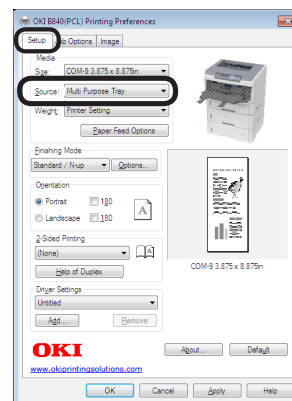 OKI B840(PCL) Printing Preferences
Setup Job Options Image
Media
Size: COM-9 3.875 x 8.875in
Source: Multi Purpose Tray
Weight: Printer Setting
Paper Feed Options
Finishing Mode
Standard / N-up Options...
Orientation
Portrait 180
Landscape 180
A
2-Sided Printing
(None)
Help of Duplex
COM-9 3.875 x 8.875in
Driver Settings
Untitled
Add... Remove
OKI
About... Default
www.okiprintingsolutions.com
OK Cancel Apply Help